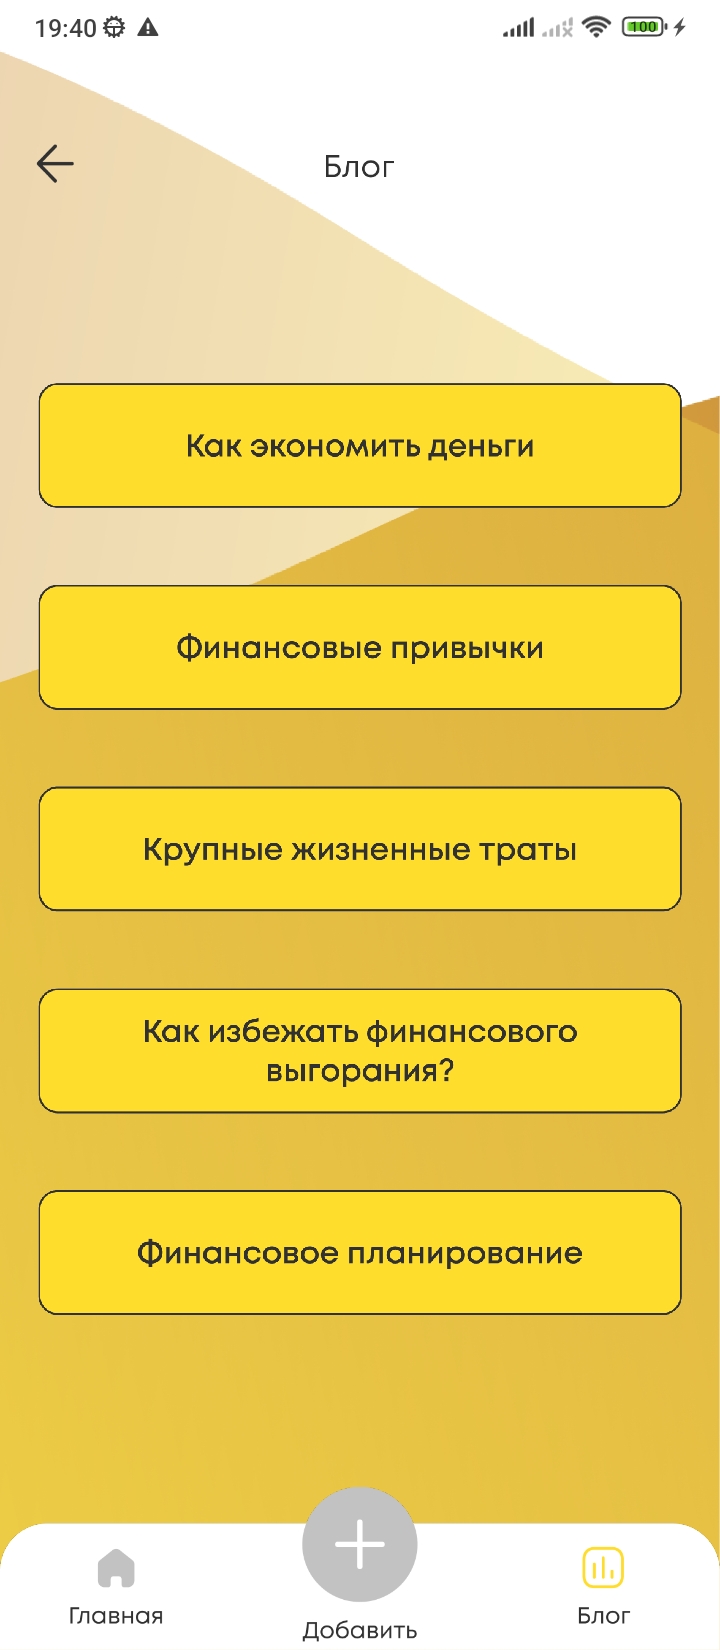 19:40
100
Блог
Как экономить деньги
Финансовые привычки
Крупные жизненные траты
Как избежать финансового
выгорания?
Финансовое планирование
Главная
Добавить
Блог